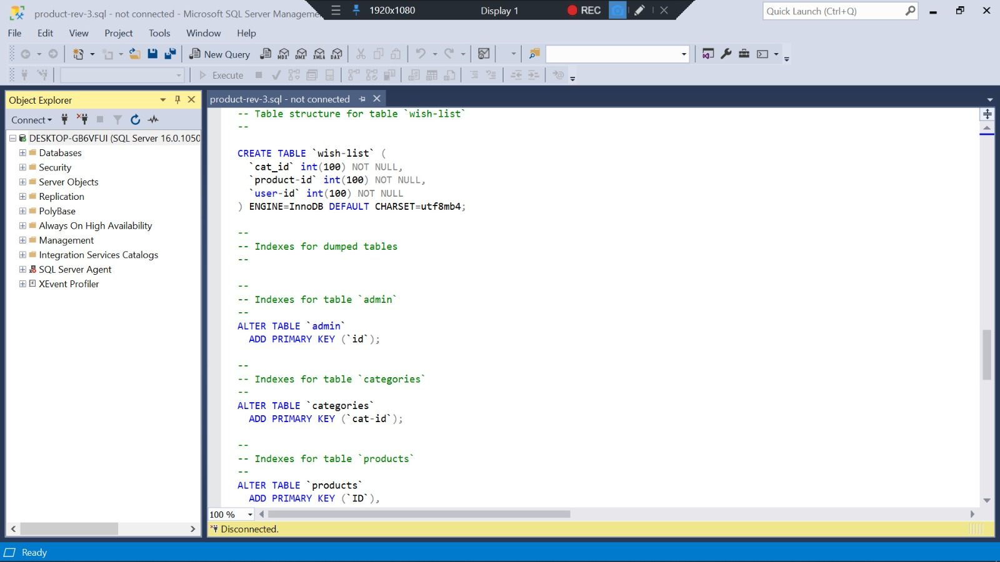 product-rev-3.sql - not connected - Microsoft SQL Server Manageme
1920x1080
Display 1
REC
Quick Launch (Ctrl+Q)
File Edit View Project Tools Window Help
New Query
MDX DMX XMLA DAX
Execute
Object Explorer
product-rev-3.sql - not connected
Connect
DESKTOP-GB6VFUI (SQL Server 16.0.1050
Databases
Security
Server Objects
Replication
PolyBase
Always On High Availability
Management
Integration Services Catalogs
SQL Server Agent
XEvent Profiler
-- Table structure for table `wish-list`
--
CREATE TABLE `wish-list` (
`cat_id` int(100) NOT NULL,
`product-id` int(100) NOT NULL,
`user-id` int(100) NOT NULL
) ENGINE=InnoDB DEFAULT CHARSET=utf8mb4;
--
-- Indexes for dumped tables
--
--
-- Indexes for table `admin`
--
ALTER TABLE `admin`
ADD PRIMARY KEY (`id`);
--
-- Indexes for table `categories`
--
ALTER TABLE `categories`
ADD PRIMARY KEY (`cat-id`);
--
-- Indexes for table `products`
--
ALTER TABLE `products`
ADD PRIMARY KEY (`ID`),
100 %
Disconnected.
Ready